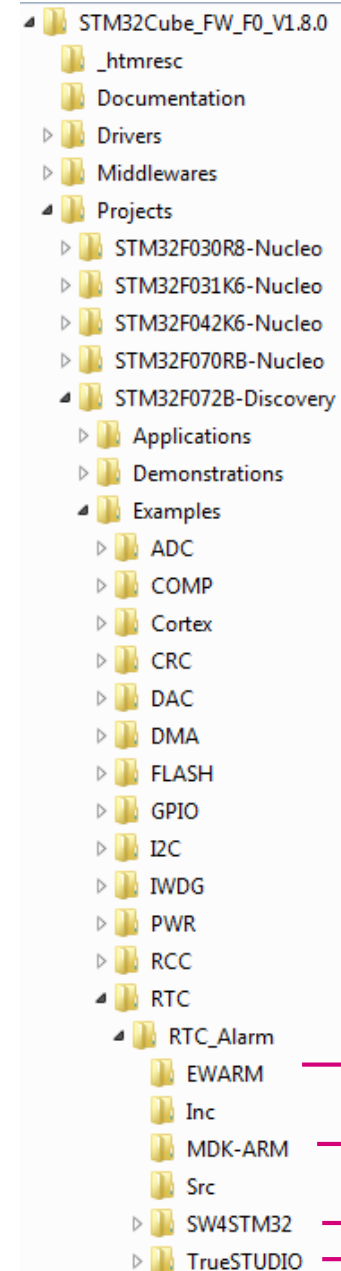 STM32Cube_FW_F0_V1.8.0
_htmresc
Documentation
Drivers
Middlewares
Projects
STM32F030R8-Nucleo
STM32F031K6-Nucleo
STM32F042K6-Nucleo
STM32F070RB-Nucleo
STM32F072B-Discovery
Applications
Demonstrations
Examples
ADC
COMP
Cortex
CRC
DAC
DMA
FLASH
GPIO
I2C
IWDG
PWR
RCC
RTC
RTC_Alarm
EWARM
Inc
MDK-ARM
Src
SW4STM32
TrueSTUDIO